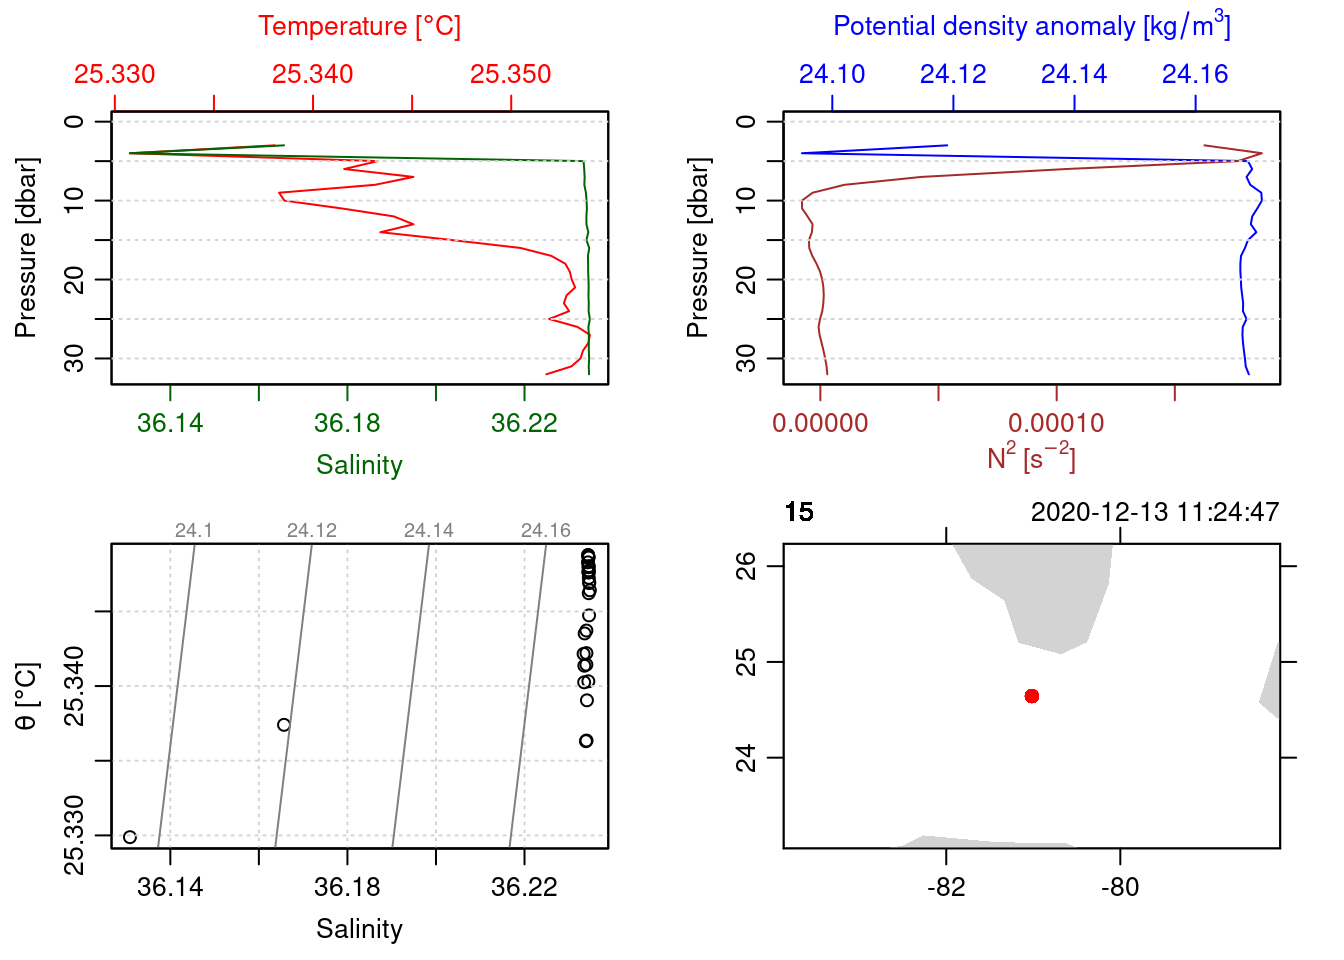 Temperature [°C]
25.330 25.340 25.350
Pressure [dbar]
0
10
20
30
36.14 36.18 36.22
Salinity
Potential density anomaly [kg/m³]
24.10 24.12 24.14 24.16
Pressure [dbar]
0
10
20
30
0.00000 0.00010
N² [s⁻²]
24.1 24.12 24.14 24.16
θ [°C]
25.340
25.330
36.14 36.18 36.22
Salinity
15 2020-12-13 11:24:47
26
25
24
-82 -80